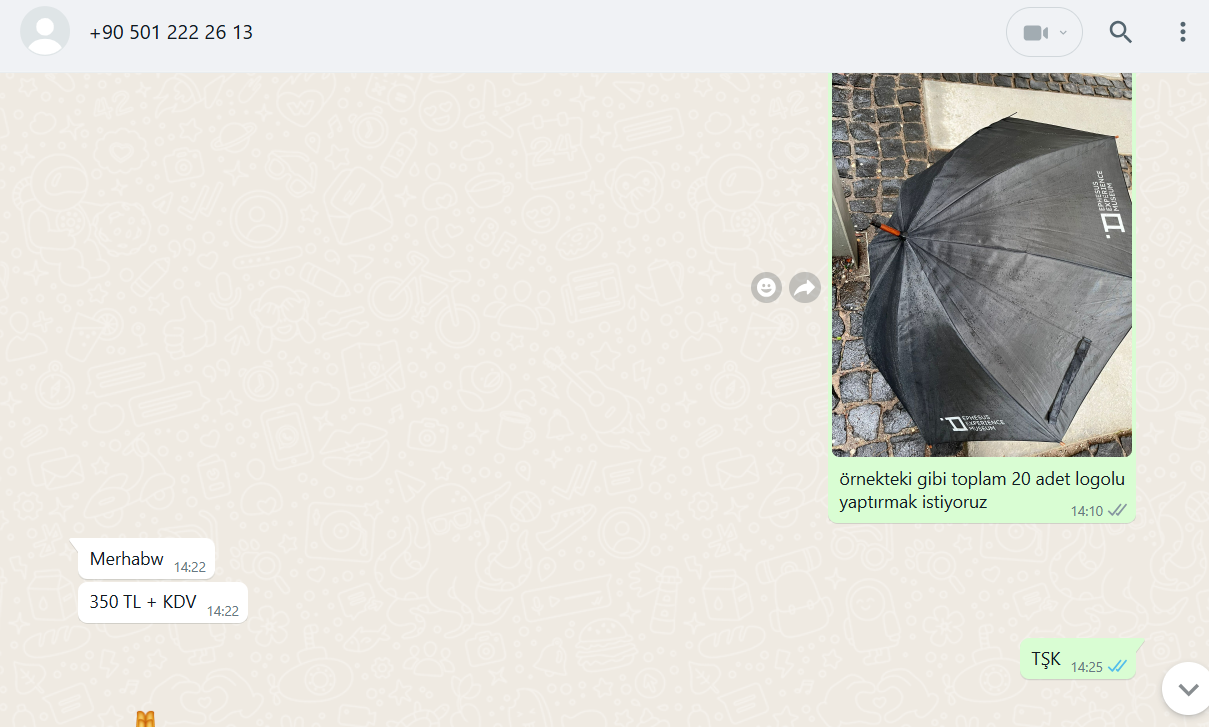 +90 501 222 26 13
EPHESUS
EXPERIENCE
MUSEUM
EPHESUS
EXPERIENCE
MUSEUM
örnekteki gibi toplam 20 adet logolu
yaptırmak istiyoruz
14:10
Merhabw 14:22
350 TL + KDV 14:22
TŞK 14:25